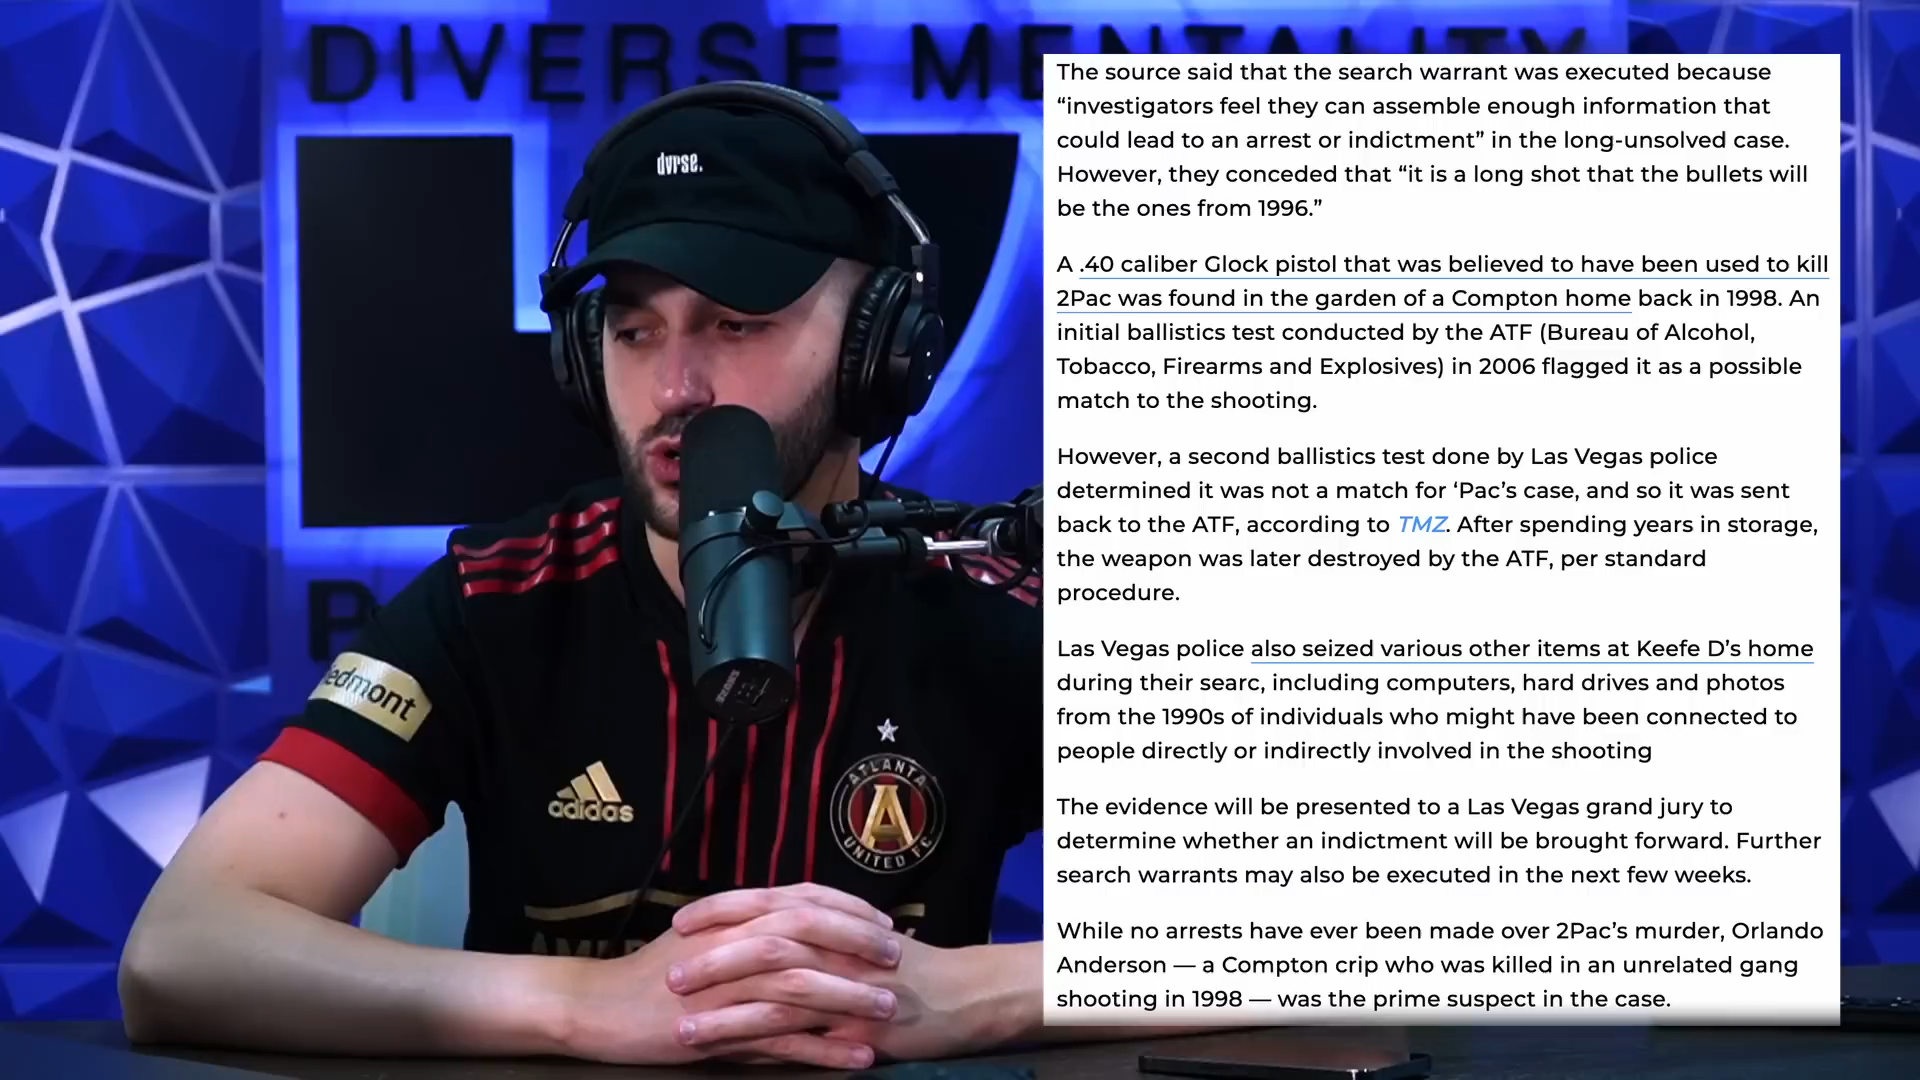 DIVERSE MENTALITY
dvrse.
The source said that the search warrant was executed because
“investigators feel they can assemble enough information that
could lead to an arrest or indictment” in the long-unsolved case.
However, they conceded that “it is a long shot that the bullets will
be the ones from 1996.”
A .40 caliber Glock pistol that was believed to have been used to kill
2Pac was found in the garden of a Compton home back in 1998. An
initial ballistics test conducted by the ATF (Bureau of Alcohol,
Tobacco, Firearms and Explosives) in 2006 flagged it as a possible
match to the shooting.
However, a second ballistics test done by Las Vegas police
determined it was not a match for ‘Pac’s case, and so it was sent
back to the ATF, according to TMZ. After spending years in storage,
the weapon was later destroyed by the ATF, per standard
procedure.
Las Vegas police also seized various other items at Keefe D’s home
during their searc, including computers, hard drives and photos
from the 1990s of individuals who might have been connected to
people directly or indirectly involved in the shooting
The evidence will be presented to a Las Vegas grand jury to
determine whether an indictment will be brought forward. Further
search warrants may also be executed in the next few weeks.
While no arrests have ever been made over 2Pac’s murder, Orlando
Anderson — a Compton crip who was killed in an unrelated gang
shooting in 1998 — was the prime suspect in the case.
P
edmont
adidas
ATLANTA
A
UNITED FC